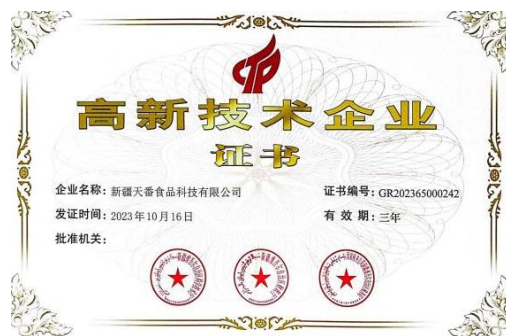 高新技术企业
证书
企业名称：新疆天番食品科技有限公司 证书编号：GR202365000242
发证时间：2023年10月16日 有 效 期：三年
批准机关：